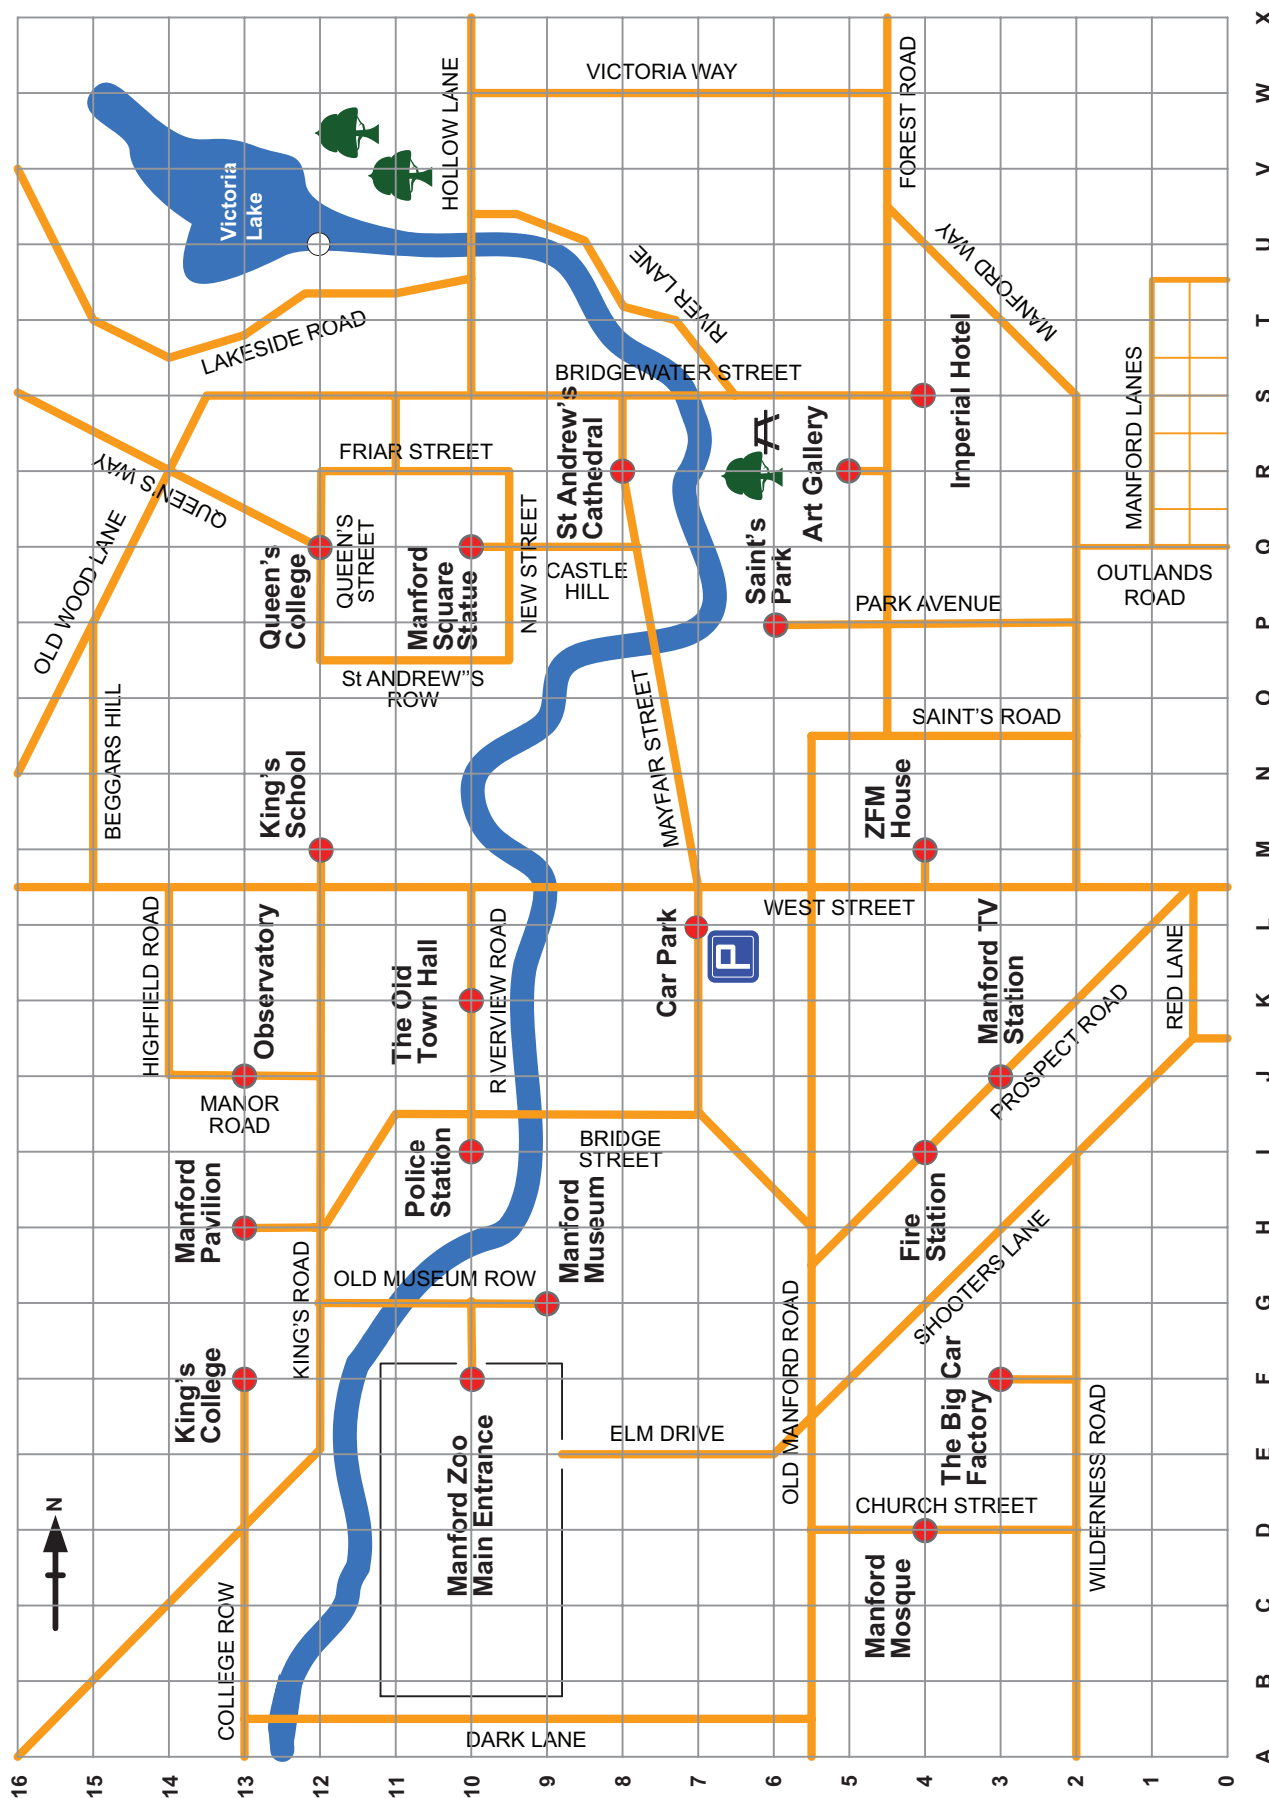 VICTORIA WAY
HOLLOW LANE
FOREST ROAD
Victoria
Lake
RIVER LANE
MANFORD WAY
LAKESIDE ROAD
BRIDGEWATER STREET
Imperial Hotel
MANFORD LANES
QUEEN'S WAY
FRIAR STREET
St Andrew's
Cathedral
Art Gallery
OLD WOOD LANE
Queen's
College
QUEEN'S
STREET
Manford
Square
Statue
NEW STREET
CASTLE
HILL
Saint's
Park
PARK AVENUE
OUTLANDS
ROAD
St ANDREW"S
ROW
BEGGARS HILL
King's
School
MAYFAIR STREET
SAINT'S ROAD
ZFM
House
WEST STREET
HIGHFIELD ROAD
Observatory
The Old
Town Hall
RIVERVIEW ROAD
Car Park
P
Manford TV
Station
RED LANE
PROSPECT ROAD
MANOR
ROAD
Manford
Pavilion
Police
Station
BRIDGE
STREET
Manford
Museum
Fire
Station
SHOOTERS LANE
KING'S ROAD
OLD MUSEUM ROW
OLD MANFORD ROAD
King's
College
Manford Zoo
Main Entrance
ELM DRIVE
The Big Car
Factory
CHURCH STREET
WILDERNESS ROAD
Manford
Mosque
N
COLLEGE ROW
DARK LANE
16
15
14
13
12
11
10
9
8
7
6
5
4
3
2
1
0
A B C D E F G H I J K L M N O P Q R S T U V W X